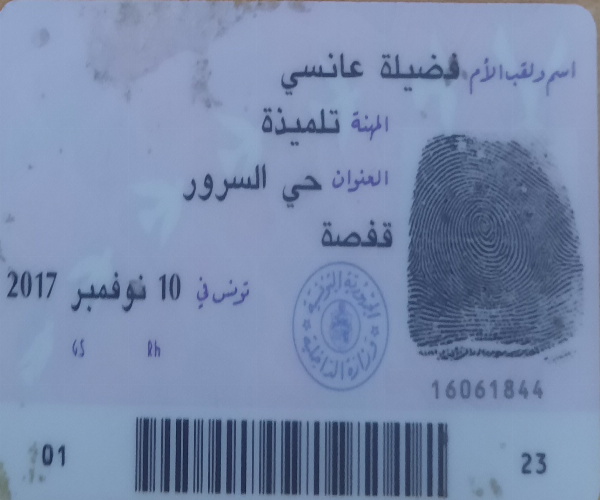 اسم ولقب الأم فضيلة عانسي
المهنة تلميذة
العنوان حي السرور
قفصة
تونس في 10 نوفمبر 2017
GS Rh
الجمهورية التونسية
وزارة الداخلية
16061844
01 23